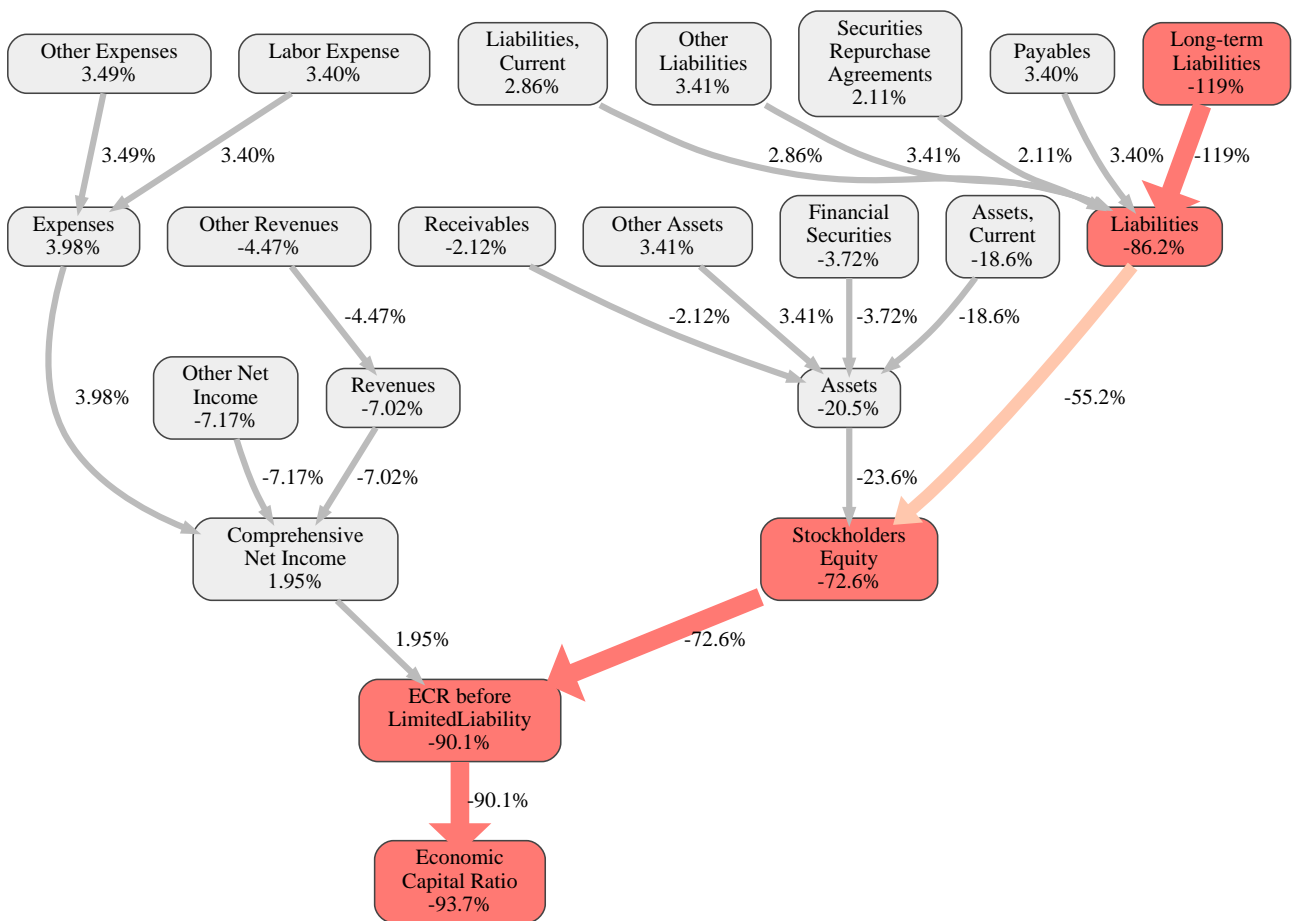 Other Expenses
3.49%
Labor Expense
3.40%
Liabilities,
Current
2.86%
Other
Liabilities
3.41%
Securities
Repurchase
Agreements
2.11%
Payables
3.40%
Long-term
Liabilities
-119%
3.49%
3.40%
2.86%
3.41%
2.11%
3.40%
-119%
Expenses
3.98%
Other Revenues
-4.47%
Receivables
-2.12%
Other Assets
3.41%
Financial
Securities
-3.72%
Assets,
Current
-18.6%
Liabilities
-86.2%
-4.47%
-2.12%
3.41%
-3.72%
-18.6%
3.98%
Other Net
Income
-7.17%
Revenues
-7.02%
Assets
-20.5%
-55.2%
-7.17%
-7.02%
-23.6%
Comprehensive
Net Income
1.95%
Stockholders
Equity
-72.6%
1.95%
-72.6%
ECR before
LimitedLiability
-90.1%
-90.1%
Economic
Capital Ratio
-93.7%